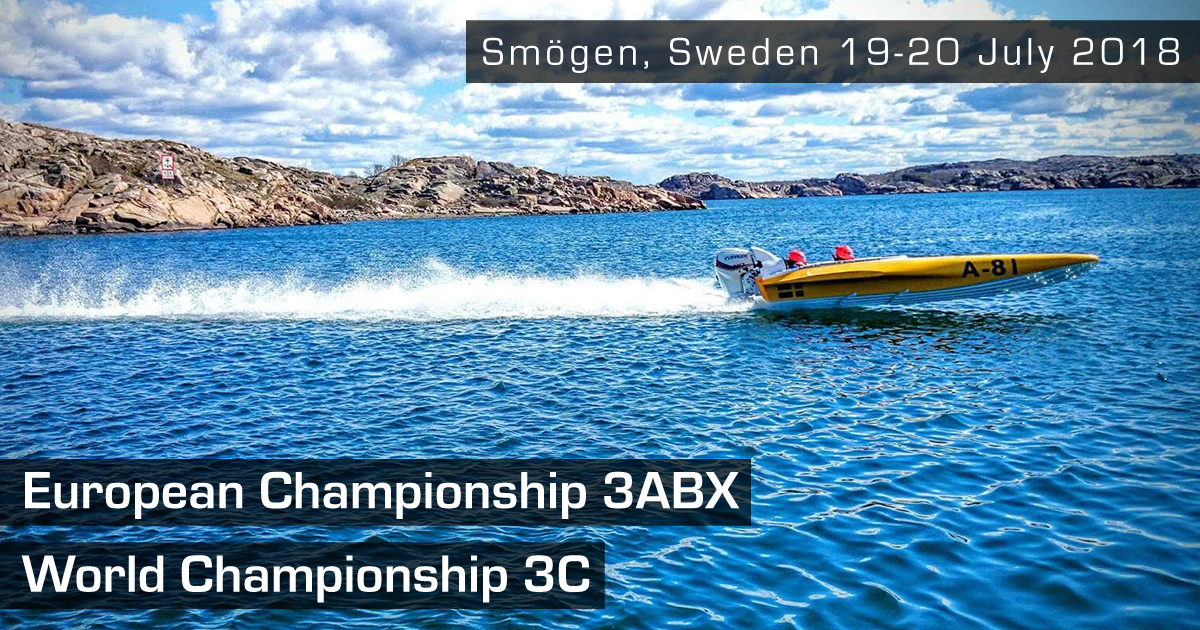 Smögen, Sweden 19-20 July 2018
A-81
European Championship 3ABX
World Championship 3C